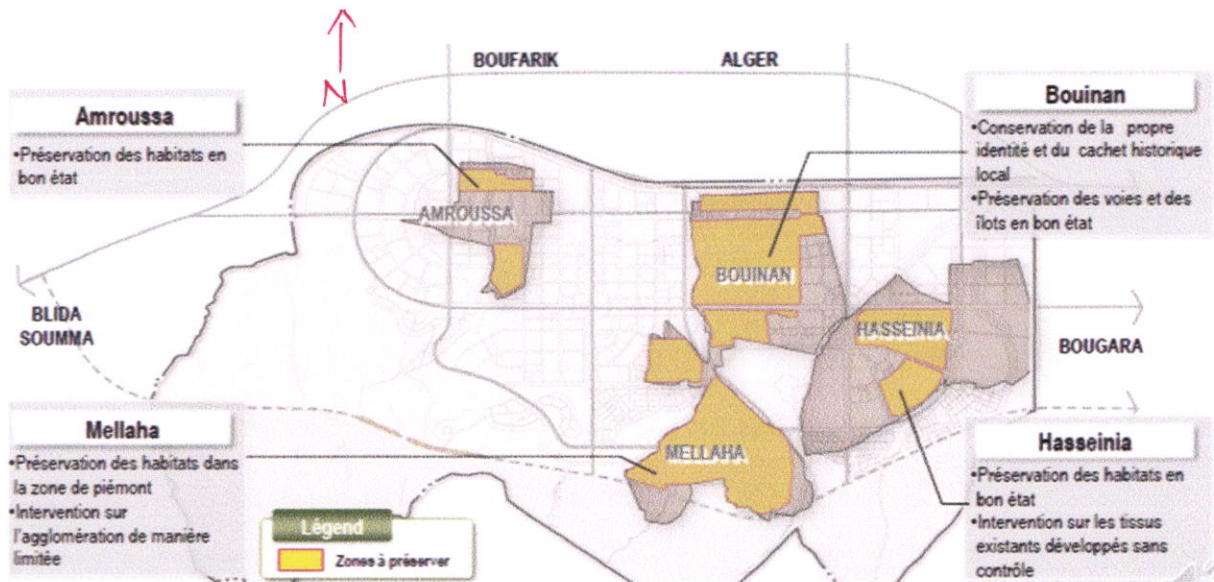 N
BOUFARIK
ALGER
Amroussa
•Préservation des habitats en
bon état
Bouinan
•Conservation de la propre
identité et du cachet historique
local
•Préservation des voies et des
îlots en bon état
AMROUSSA
BOUINAN
HASSEINIA
MELLAHA
BLIDA
SOUMMA
BOUGARA
Mellaha
•Préservation des habitats dans
la zone de piémont
•Intervention sur
l'agglomération de manière
limitée
Légend
Zones à préserver
Hasseinia
•Préservation des habitats en
bon état
•Intervention sur les tissus
existants développés sans
contrôle